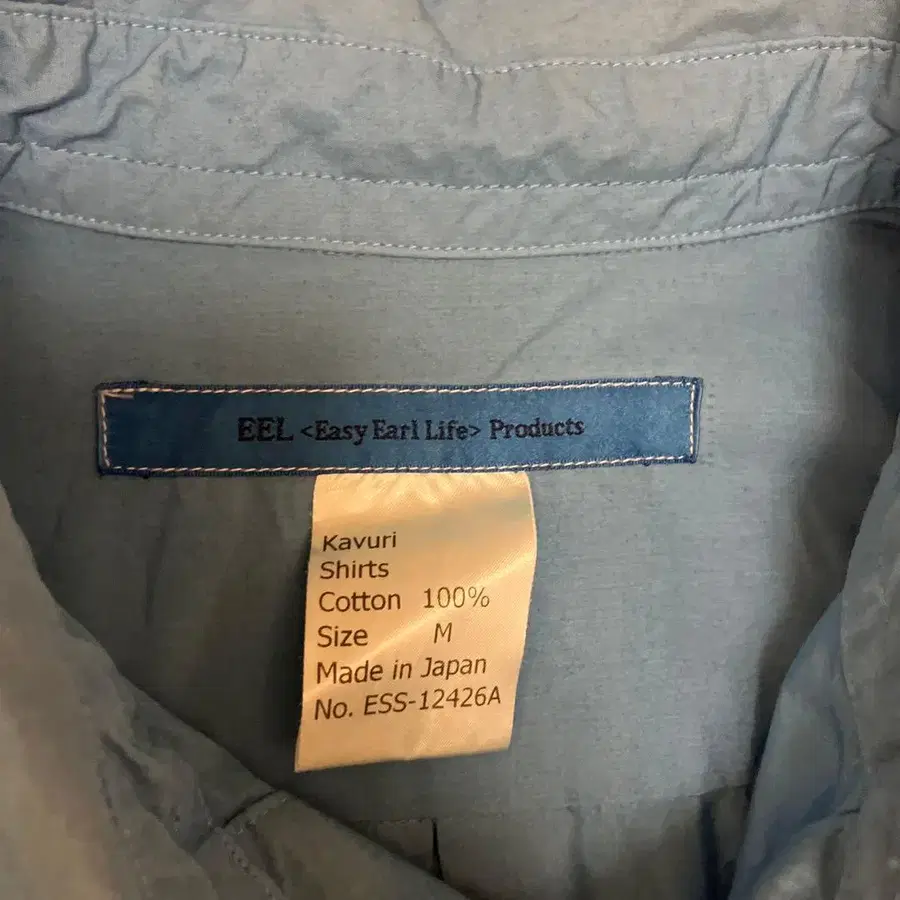 EEL <Easy Earl Life> Products
Kavuri
Shirts
Cotton 100%
Size M
Made in Japan
No. ESS-12426A